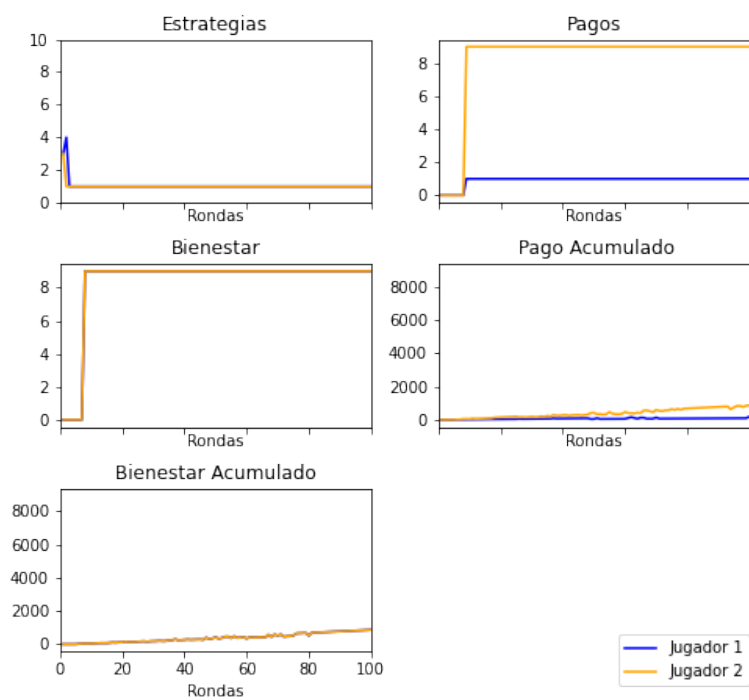 Estrategias
10
8
6
4
2
0
Rondas
Pagos
8
6
4
2
0
Rondas
Bienestar
8
6
4
2
0
Rondas
Pago Acumulado
8000
6000
4000
2000
0
Rondas
Bienestar Acumulado
8000
6000
4000
2000
0
0 20 40 60 80 100
Rondas
Jugador 1
Jugador 2